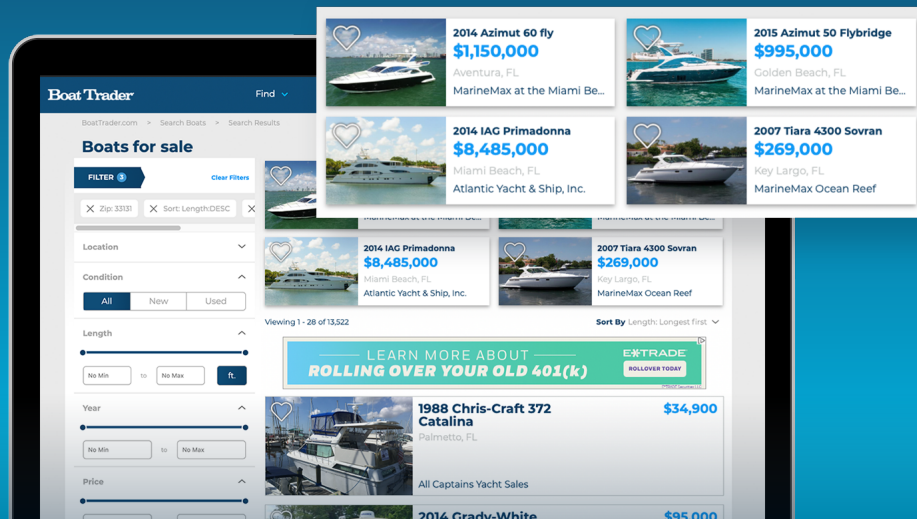 2014 Azimut 60 fly
$1,150,000
Aventura, FL
MarineMax at the Miami Be...
2015 Azimut 50 Flybridge
$995,000
Golden Beach, FL
MarineMax at the Miami Be...
2014 IAG Primadonna
$8,485,000
Miami Beach, FL
Atlantic Yacht & Ship, Inc.
2007 Tiara 4300 Sovran
$269,000
Key Largo, FL
MarineMax Ocean Reef
Boat Trader
Find
BoatTrader.com > Search Boats > Search Results
Boats for sale
FILTER 3
Clear Filters
Zip: 33131
Sort: Length:DESC
Location
Condition
All
New
Used
Length
No Min
to
No Max
ft.
Year
No Min
to
No Max
Price
2014 IAG Primadonna
$8,485,000
Miami Beach, FL
Atlantic Yacht & Ship, Inc.
2007 Tiara 4300 Sovran
$269,000
Key Largo, FL
MarineMax Ocean Reef
Viewing 1 - 28 of 13,522
Sort By Length: Longest first
LEARN MORE ABOUT
ROLLING OVER YOUR OLD 401(k)
E*TRADE
ROLLOVER TODAY
1988 Chris-Craft 372
Catalina
$34,900
Palmetto, FL
All Captains Yacht Sales
2014 Grady-White
$95,000